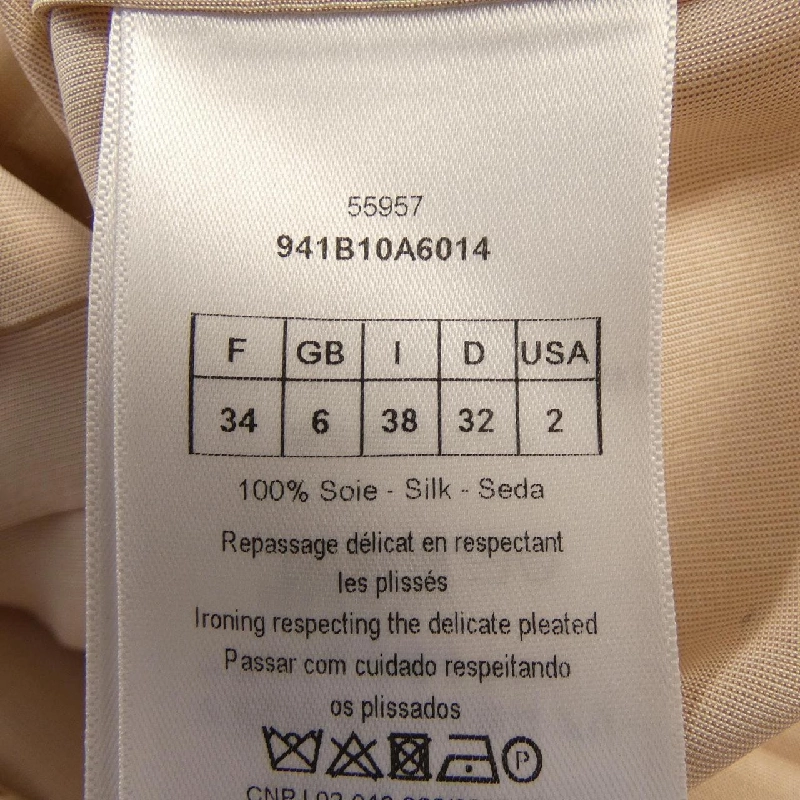 55957
941B10A6014
F GB I D USA
34 6 38 32 2
100% Soie - Silk - Seda
Repassage délicat en respectant
les plissés
Ironing respecting the delicate pleated
Passar com cuidado respeitando
os plissados
P